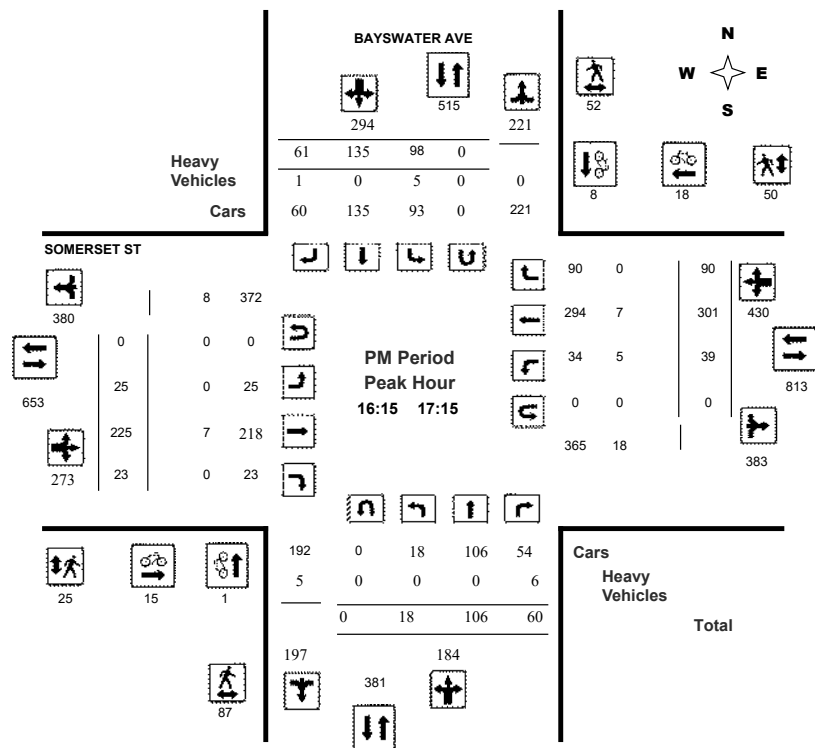 BAYSWATER AVE
N
W E
S
294 515 221 52
61 135 98 0
Heavy
Vehicles
1 0 5 0 0
Cars 60 135 93 0 221
8 18 50
SOMERSET ST
380
8 372
0 0 0
653
25 0 25
225 7 218
273
23 0 23
PM Period
Peak Hour
16:15 17:15
90 0 90
430
294 7 301
34 5 39
813
0 0 0
365 18
383
25 15 1
87
192 0 18 106 54 Cars
5 0 0 0 6 Heavy
Vehicles
0 18 106 60 Total
197 184
381